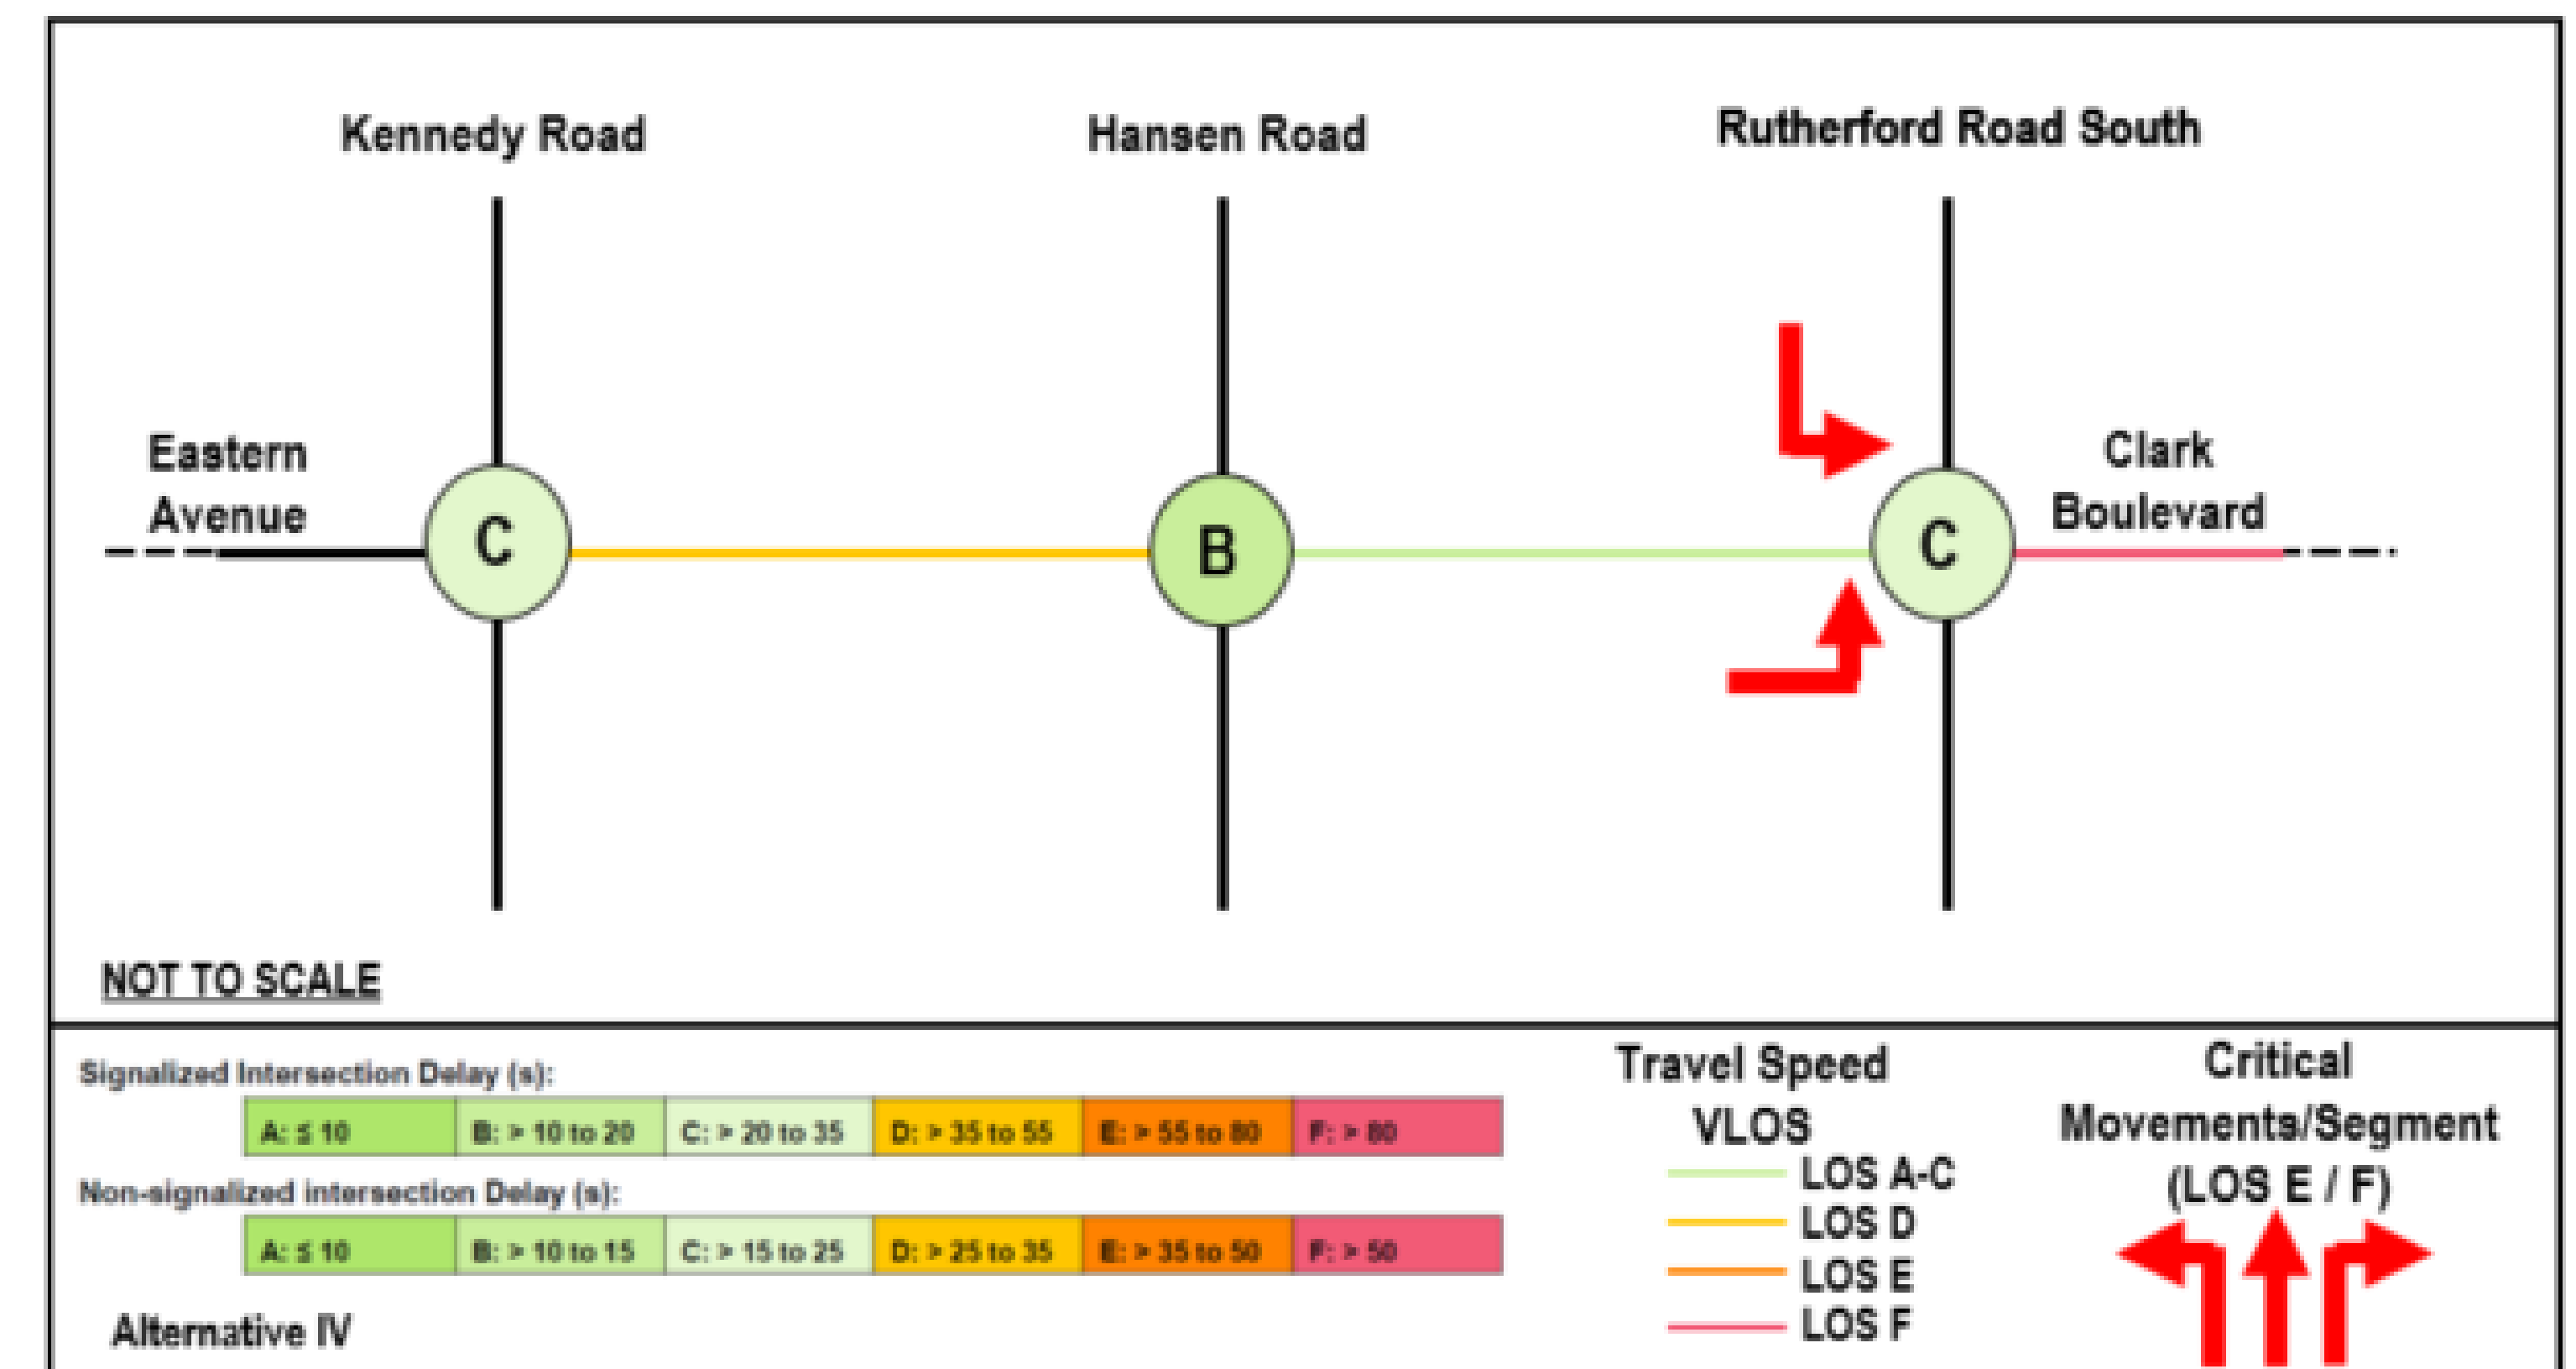 Kennedy Road
Hansen Road
Rutherford Road South
Eastern
Avenue
C
B
C
Clark
Boulevard
NOT TO SCALE
Signalized Intersection Delay (s):
A: ≤ 10
B: > 10 to 20
C: > 20 to 35
D: > 35 to 55
E: > 55 to 80
F: > 80
Non-signalized intersection Delay (s):
A: ≤ 10
B: > 10 to 15
C: > 15 to 25
D: > 25 to 35
E: > 35 to 50
F: > 50
Alternative IV
Travel Speed
VLOS
LOS A-C
LOS D
LOS E
LOS F
Critical
Movements/Segment
(LOS E / F)